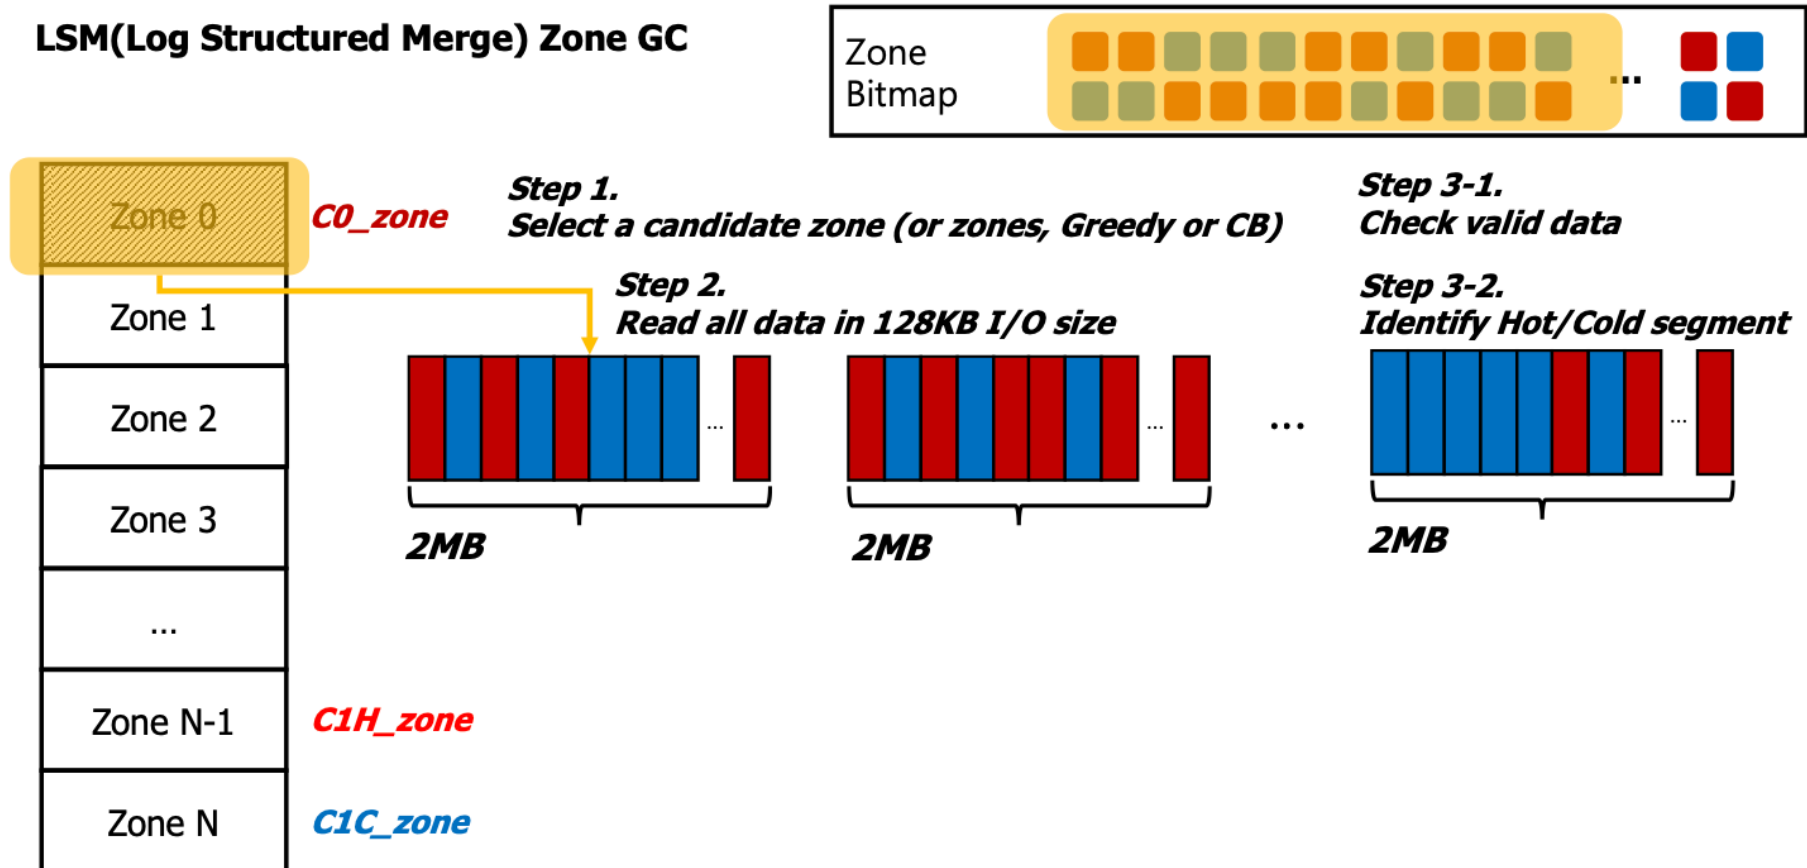 LSM(Log Structured Merge) Zone GC
Zone
Bitmap
...
Zone 0
C0_zone
Step 1.
Select a candidate zone (or zones, Greedy or CB)
Step 3-1.
Check valid data
Zone 1
Step 2.
Read all data in 128KB I/O size
Step 3-2.
Identify Hot/Cold segment
Zone 2
...
...
...
...
Zone 3
2MB
2MB
2MB
...
Zone N-1
C1H_zone
Zone N
C1C_zone